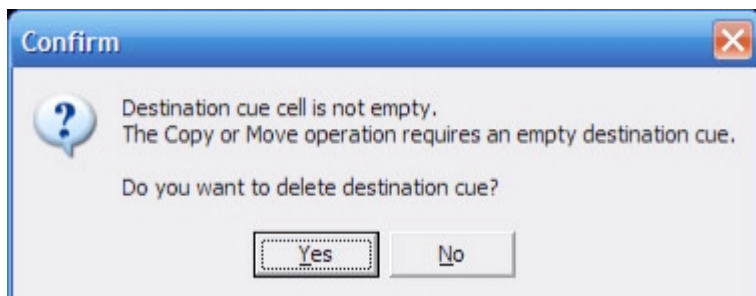 Confirm
Destination cue cell is not empty.
The Copy or Move operation requires an empty destination cue.
Do you want to delete destination cue?
Yes No